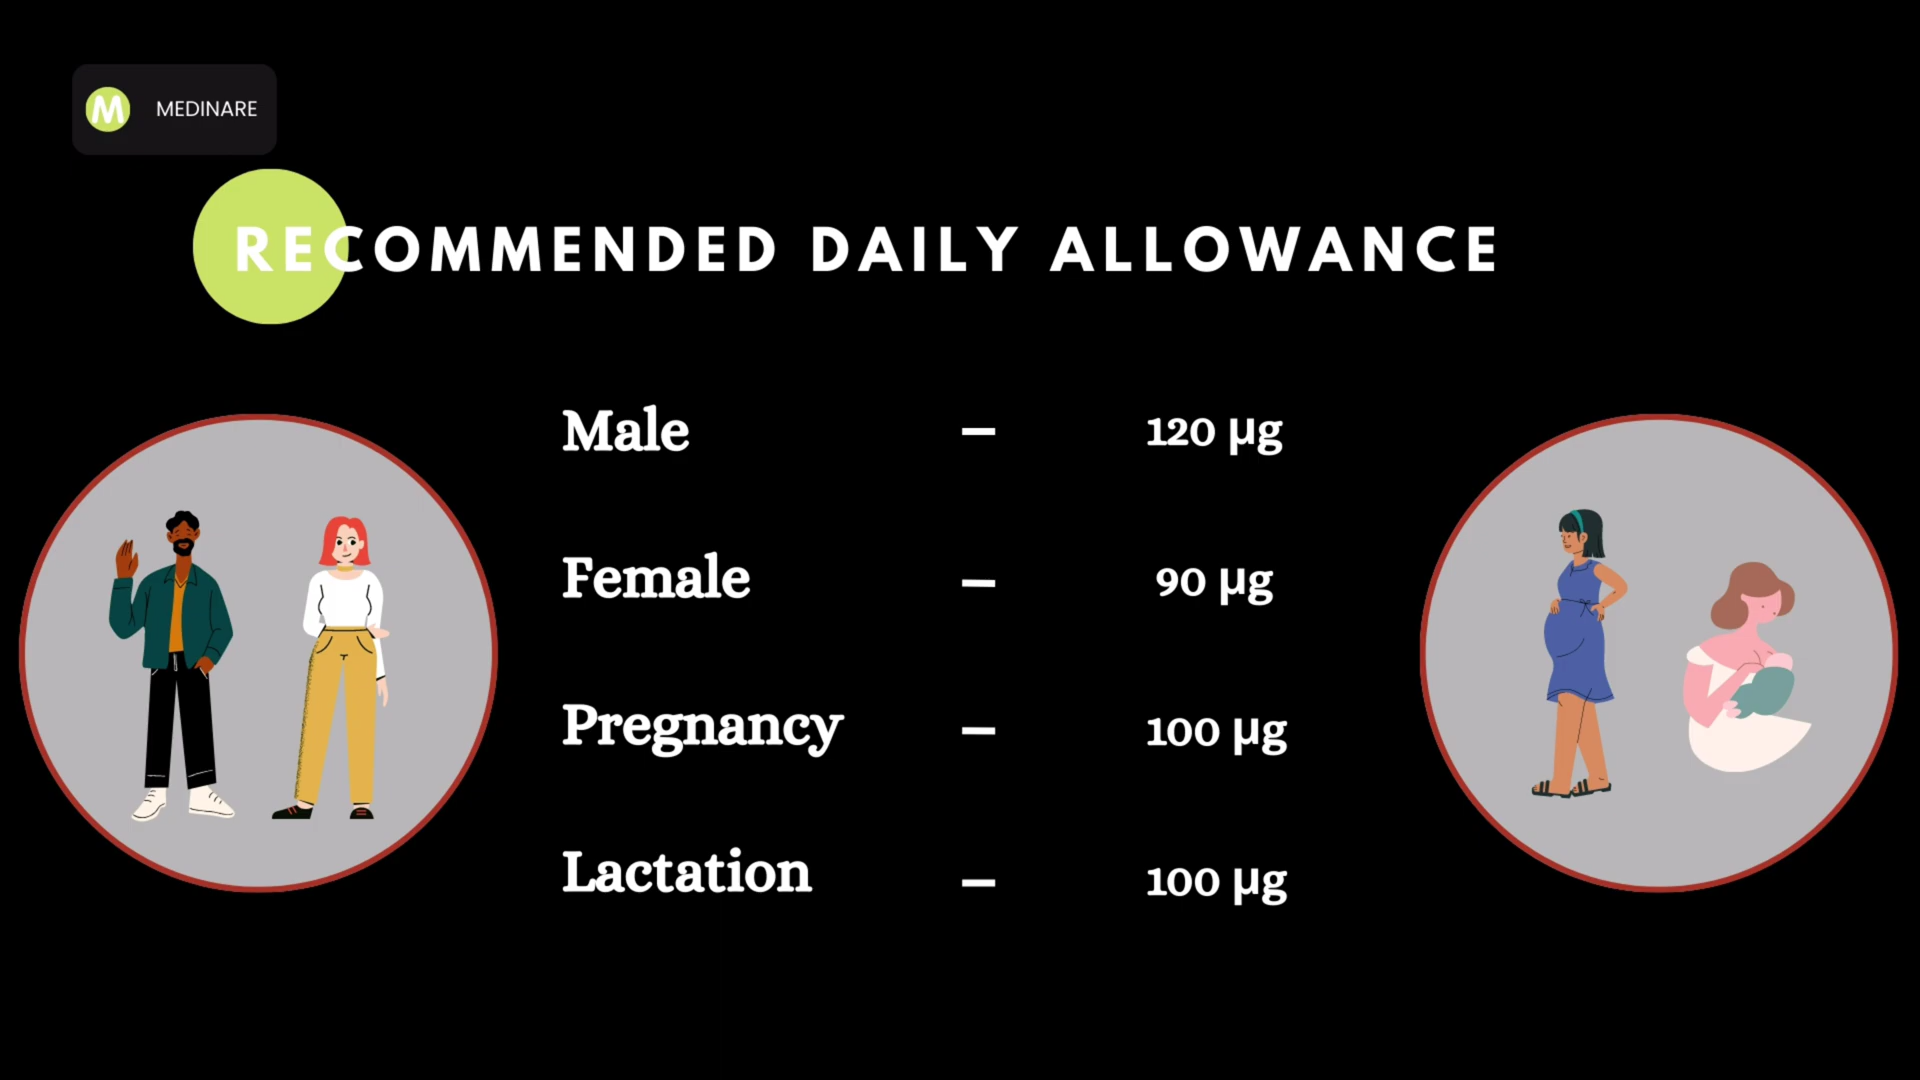 M MEDINARE
RECOMMENDED DAILY ALLOWANCE
Male – 120 µg
Female – 90 µg
Pregnancy – 100 µg
Lactation – 100 µg